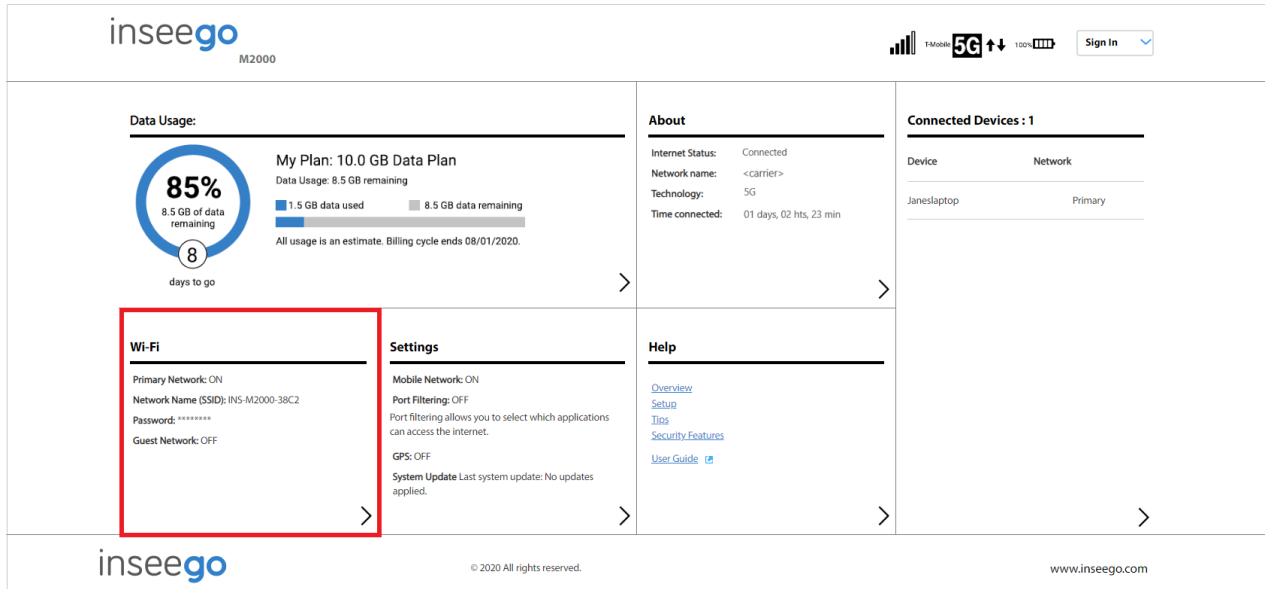 inseego
M2000
T-Mobile 5G 100% Sign In
Data Usage:
85%
8.5 GB of data
remaining
8
days to go
My Plan: 10.0 GB Data Plan
Data Usage: 8.5 GB remaining
1.5 GB data used 8.5 GB data remaining
All usage is an estimate. Billing cycle ends 08/01/2020.
About
Internet Status: Connected
Network name: <carrier>
Technology: 5G
Time connected: 01 days, 02 hts, 23 min
Connected Devices : 1
Device Network
Janeslaptop Primary
Wi-Fi
Primary Network: ON
Network Name (SSID): INS-M2000-38C2
Password: ********
Guest Network: OFF
Settings
Mobile Network: ON
Port Filtering: OFF
Port filtering allows you to select which applications
can access the internet.
GPS: OFF
System Update Last system update: No updates
applied.
Help
Overview
Setup
Tips
Security Features
User Guide
inseego
© 2020 All rights reserved.
www.inseego.com